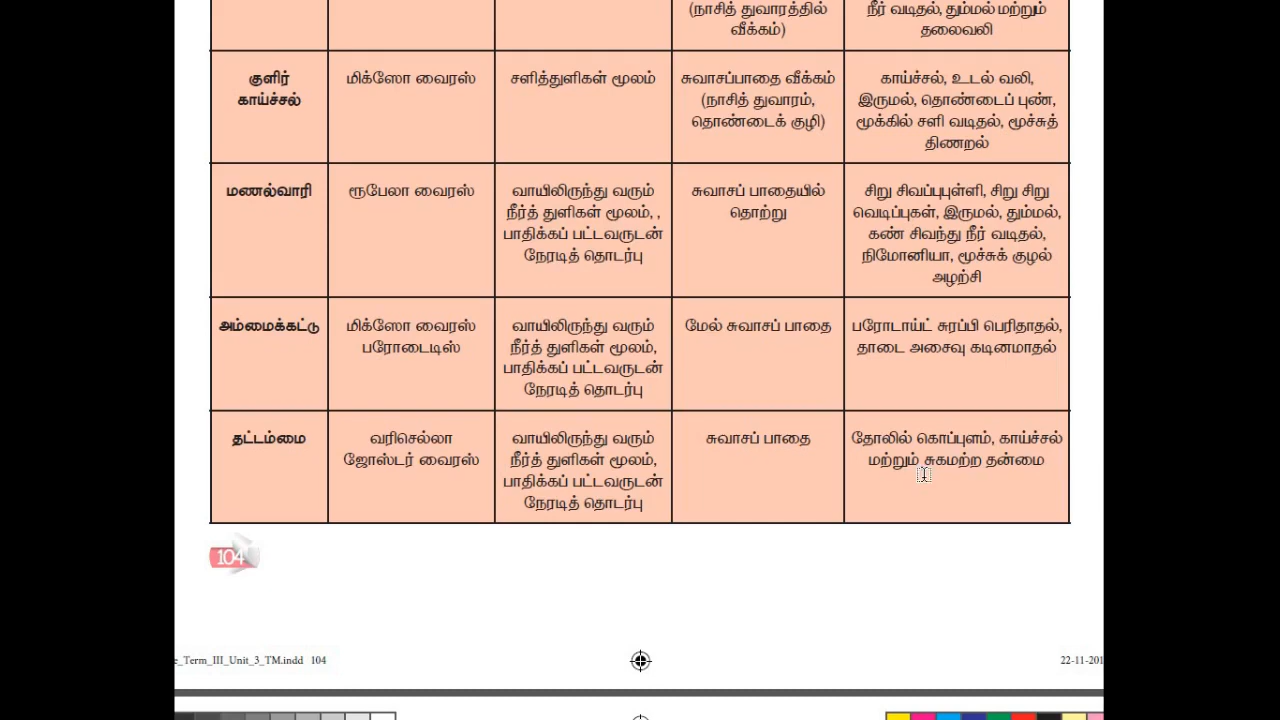 (நாசித் துவாரத்தில்
வீக்கம்)
நீர் வடிதல், தும்மல் மற்றும்
தலைவலி
குளிர்
காய்ச்சல்
மிக்ஸோ வைரஸ்
சளித்துளிகள் மூலம்
சுவாசப்பாதை வீக்கம்
(நாசித் துவாரம்,
தொண்டைக் குழி)
காய்ச்சல், உடல் வலி,
இருமல், தொண்டைப் புண்,
மூக்கில் சளி வடிதல், மூச்சுத்
திணறல்
மணல்வாரி
ரூபேலா வைரஸ்
வாயிலிருந்து வரும்
நீர்த் துளிகள் மூலம், ,
பாதிக்கப் பட்டவருடன்
நேரடித் தொடர்பு
சுவாசப் பாதையில்
தொற்று
சிறு சிவப்புபுள்ளி, சிறு சிறு
வெடிப்புகள், இருமல், தும்மல்,
கண் சிவந்து நீர் வடிதல்,
நிமோனியா, மூச்சுக் குழல்
அழற்சி
அம்மைக்கட்டு
மிக்ஸோ வைரஸ்
பரோடைடிஸ்
வாயிலிருந்து வரும்
நீர்த் துளிகள் மூலம்,
பாதிக்கப் பட்டவருடன்
நேரடித் தொடர்பு
மேல் சுவாசப் பாதை
பரோடாய்ட் சுரப்பி பெரிதாதல்,
தாடை அசைவு கடினமாதல்
தட்டம்மை
வரிசெல்லா
ஜோஸ்டர் வைரஸ்
வாயிலிருந்து வரும்
நீர்த் துளிகள் மூலம்,
பாதிக்கப் பட்டவருடன்
நேரடித் தொடர்பு
சுவாசப் பாதை
தோலில் கொப்புளம், காய்ச்சல்
மற்றும் சுகமற்ற தன்மை
104
e_Term_III_Unit_3_TM.indd 104
22-11-201